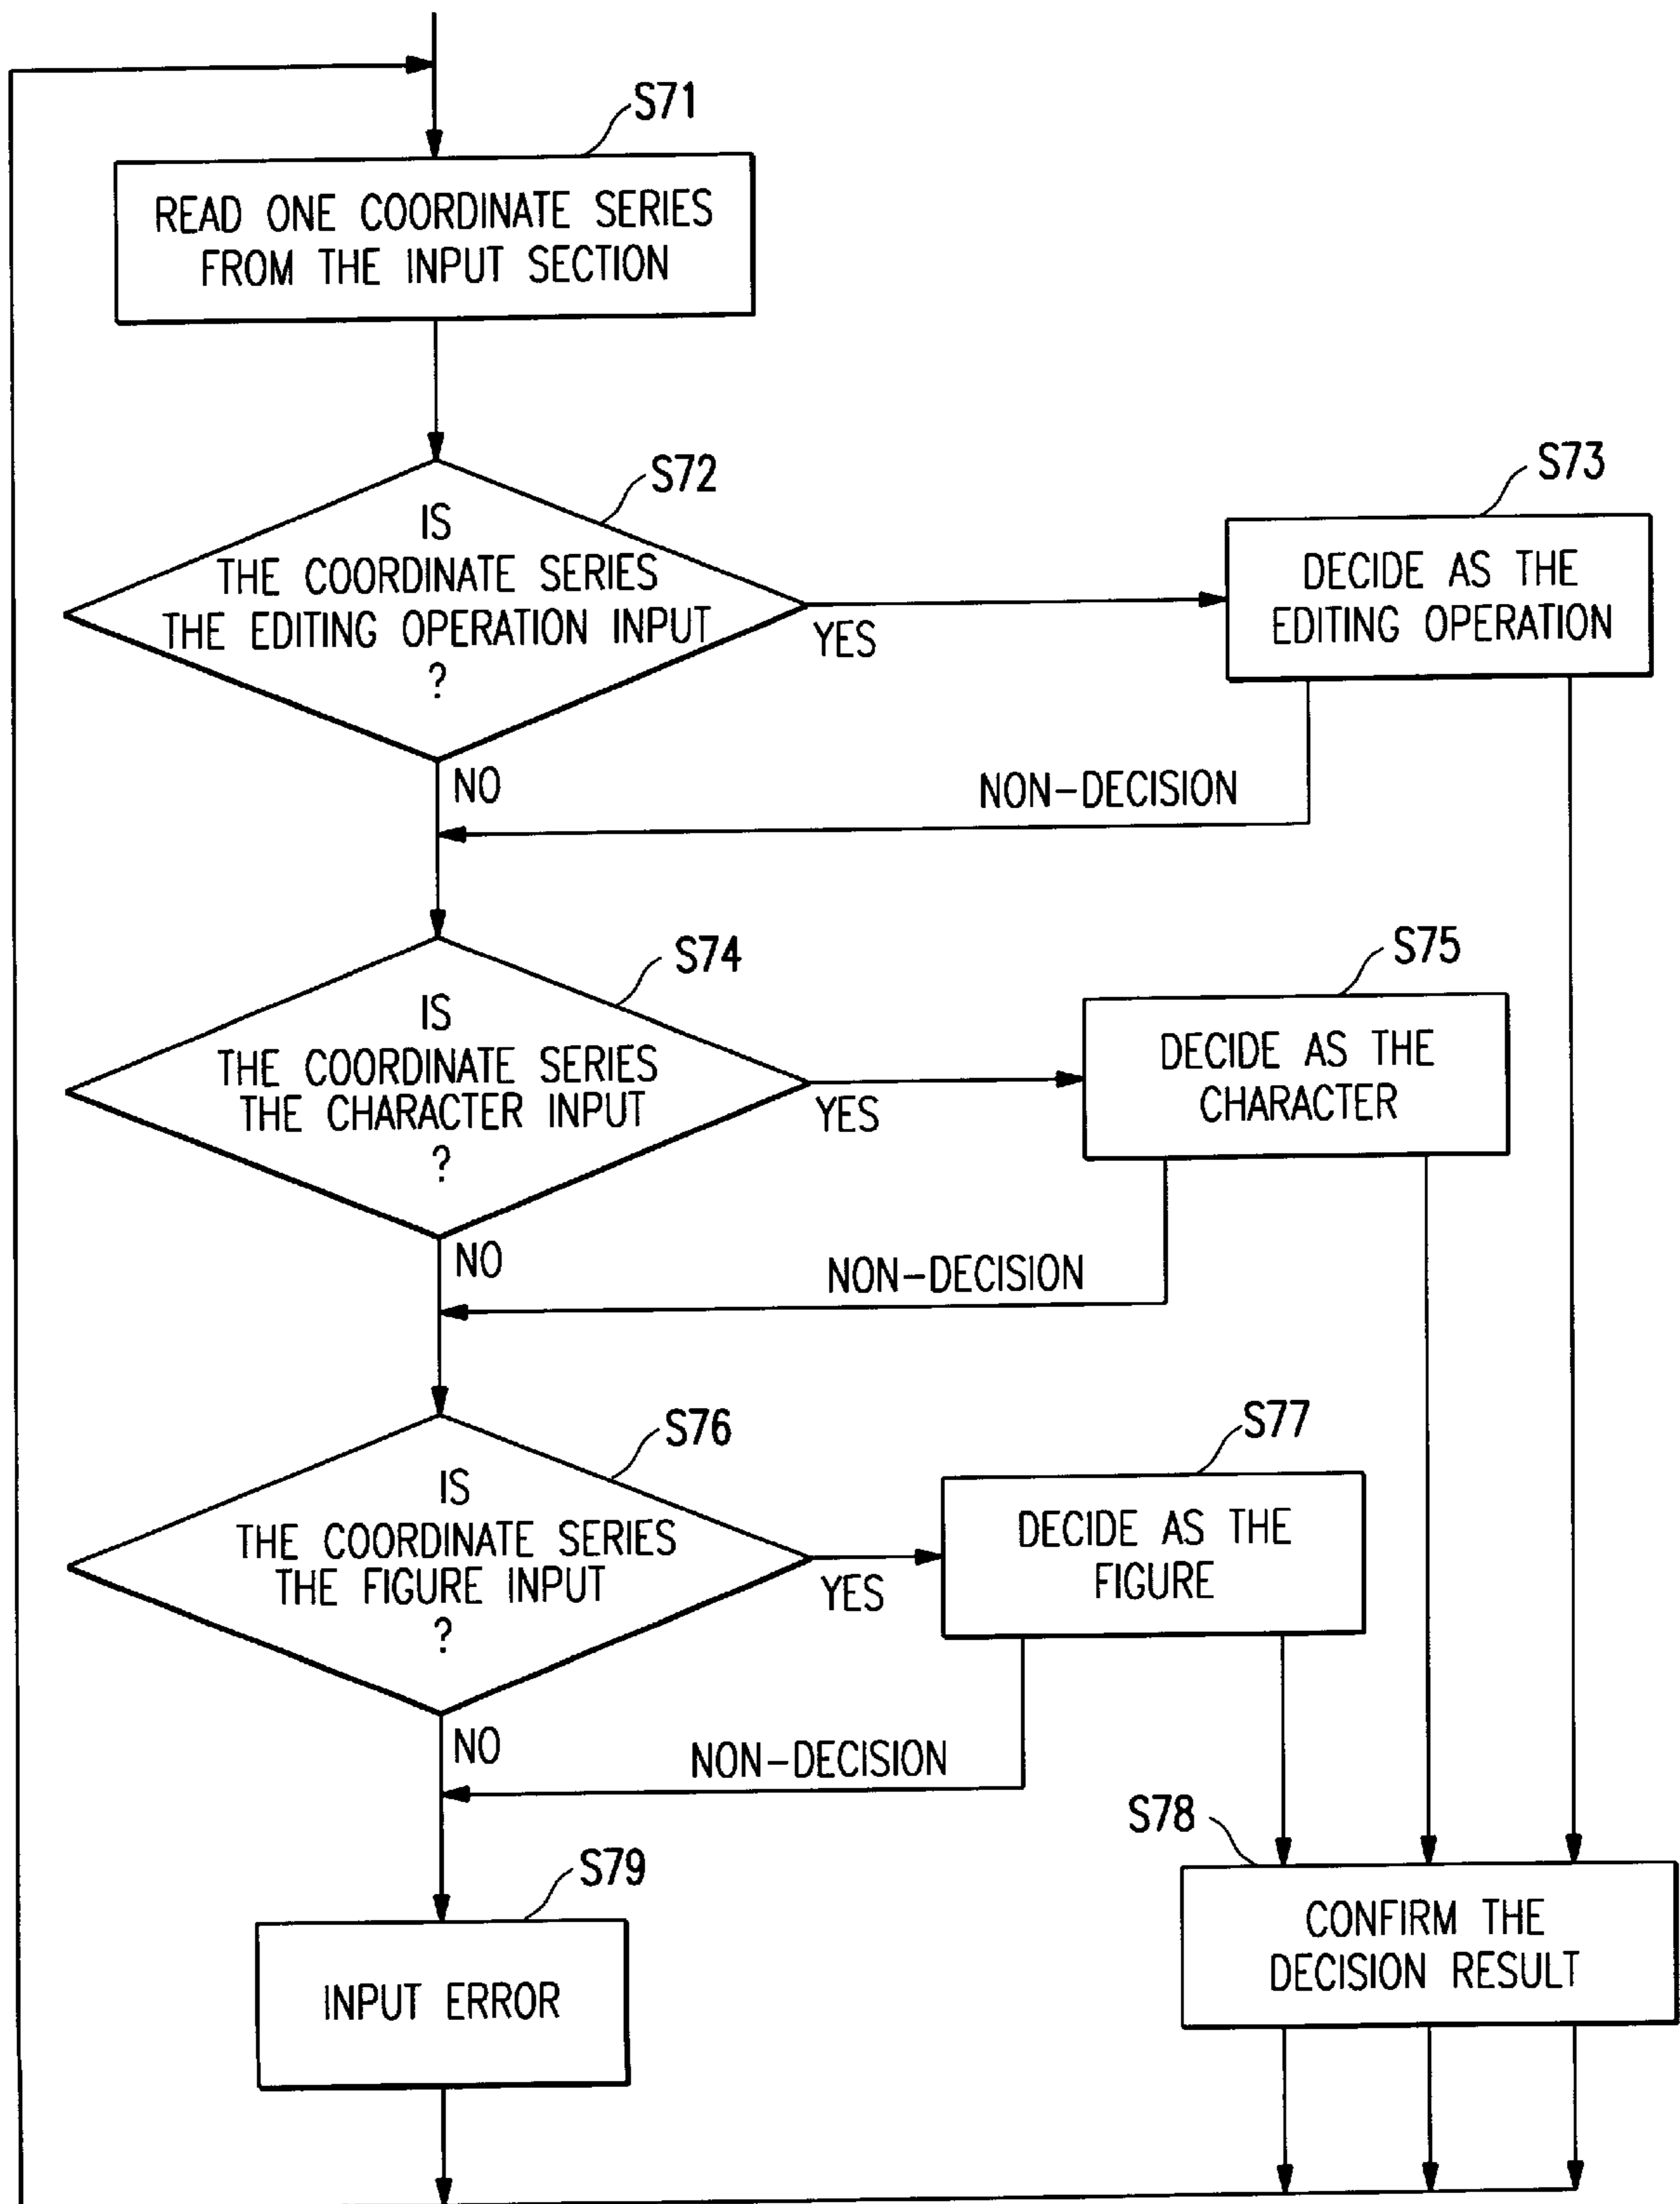 S71
READ ONE COORDINATE SERIES
FROM THE INPUT SECTION
S72
IS
THE COORDINATE SERIES
THE EDITING OPERATION INPUT
?
YES
NO
S73
DECIDE AS THE
EDITING OPERATION
NON-DECISION
S74
IS
THE COORDINATE SERIES
THE CHARACTER INPUT
?
YES
NO
S75
DECIDE AS THE
CHARACTER
NON-DECISION
S76
IS
THE COORDINATE SERIES
THE FIGURE INPUT
?
YES
NO
S77
DECIDE AS THE
FIGURE
NON-DECISION
S78
CONFIRM THE
DECISION RESULT
S79
INPUT ERROR